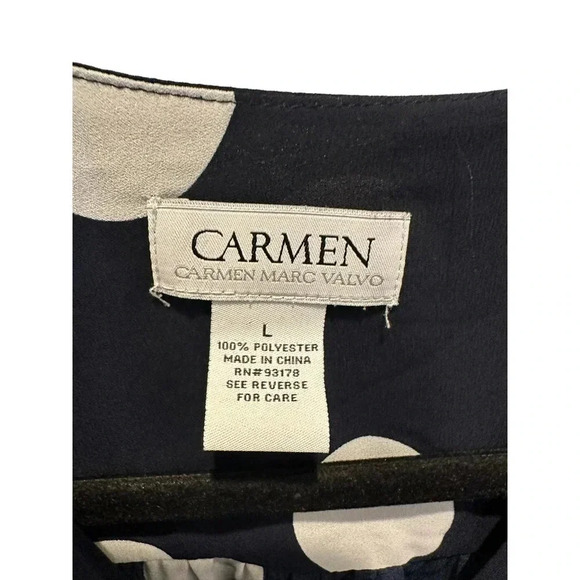 CARMEN
CARMEN MARC VALVO
L
100% POLYESTER
MADE IN CHINA
RN#93178
SEE REVERSE
FOR CARE